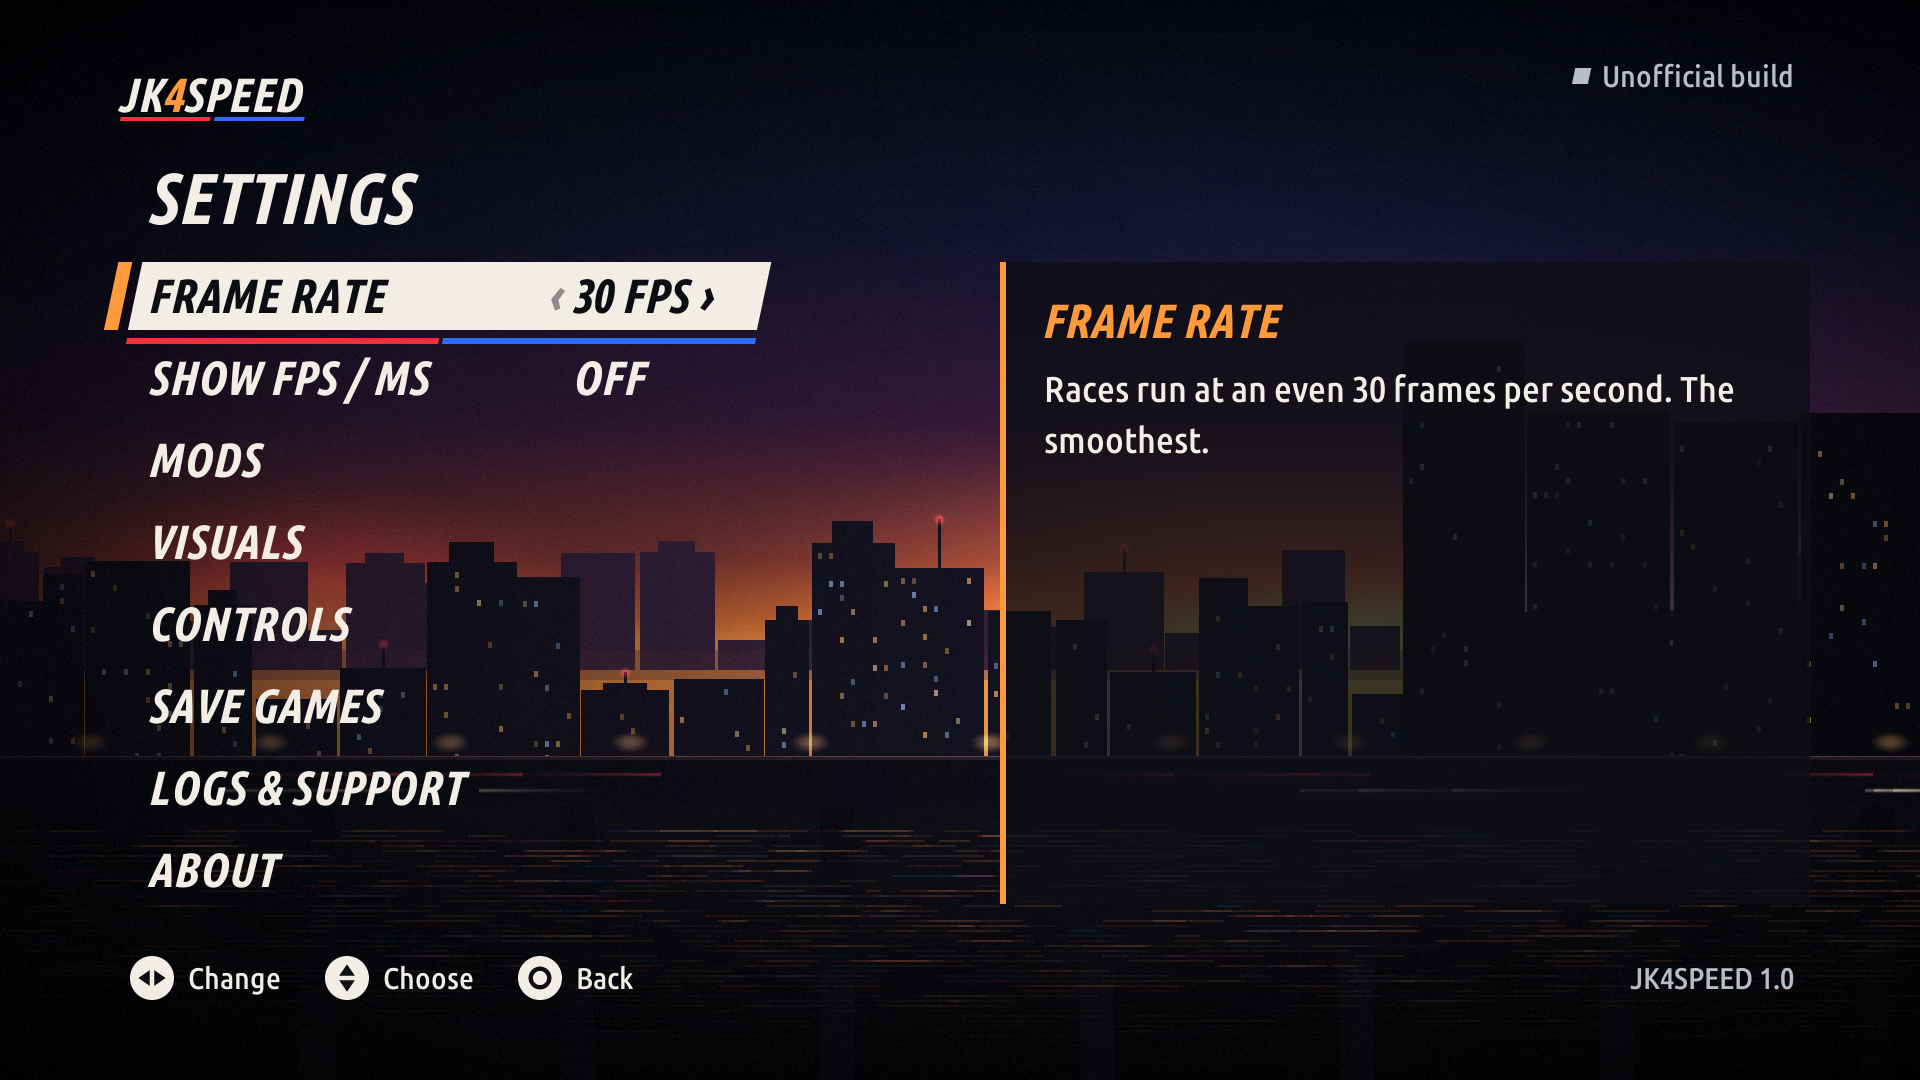 JK4SPEED
Unofficial build
SETTINGS
FRAME RATE ‹ 30 FPS ›
SHOW FPS / MS OFF
MODS
VISUALS
CONTROLS
SAVE GAMES
LOGS & SUPPORT
ABOUT
FRAME RATE
Races run at an even 30 frames per second. The
smoothest.
Change Choose Back
JK4SPEED 1.0